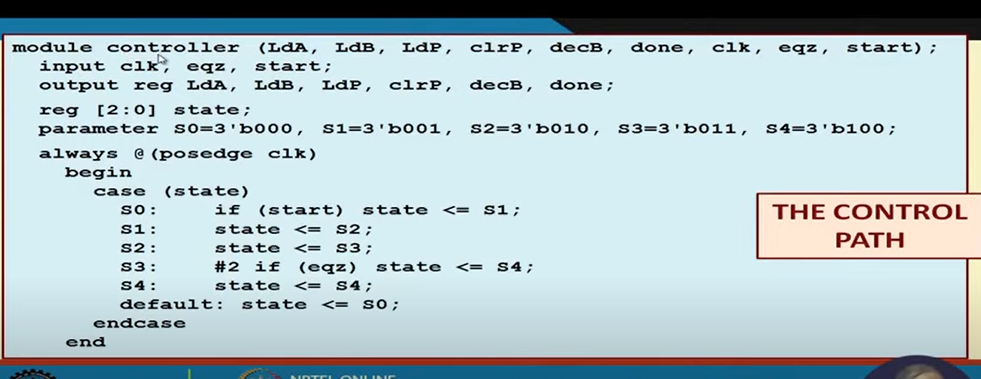 module controller (LdA, LdB, LdP, clrP, decB, done, clk, eqz, start);
input clk, eqz, start;
output reg LdA, LdB, LdP, clrP, decB, done;
reg [2:0] state;
parameter S0=3'b000, S1=3'b001, S2=3'b010, S3=3'b011, S4=3'b100;
always @(posedge clk)
begin
case (state)
S0: if (start) state <= S1;
S1: state <= S2;
S2: state <= S3;
S3: #2 if (eqz) state <= S4;
S4: state <= S4;
default: state <= S0;
endcase
end
THE CONTROL
PATH
NPTEL ONLINE